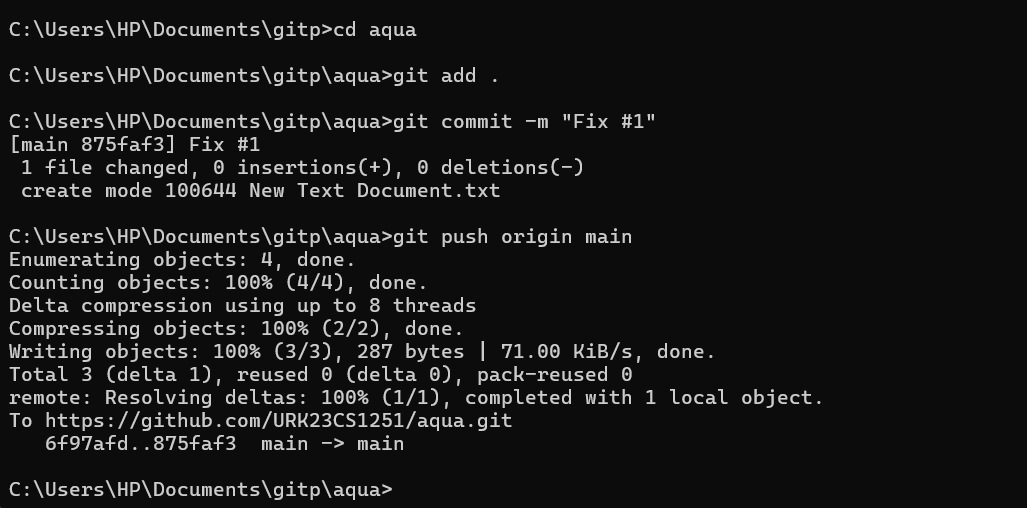 C:\Users\HP\Documents\gitp>cd aqua
C:\Users\HP\Documents\gitp\aqua>git add .
C:\Users\HP\Documents\gitp\aqua>git commit -m "Fix #1"
[main 875faf3] Fix #1
 1 file changed, 0 insertions(+), 0 deletions(-)
 create mode 100644 New Text Document.txt
C:\Users\HP\Documents\gitp\aqua>git push origin main
Enumerating objects: 4, done.
Counting objects: 100% (4/4), done.
Delta compression using up to 8 threads
Compressing objects: 100% (2/2), done.
Writing objects: 100% (3/3), 287 bytes | 71.00 KiB/s, done.
Total 3 (delta 1), reused 0 (delta 0), pack-reused 0
remote: Resolving deltas: 100% (1/1), completed with 1 local object.
To https://github.com/URK23CS1251/aqua.git
   6f97afd..875faf3  main -> main
C:\Users\HP\Documents\gitp\aqua>